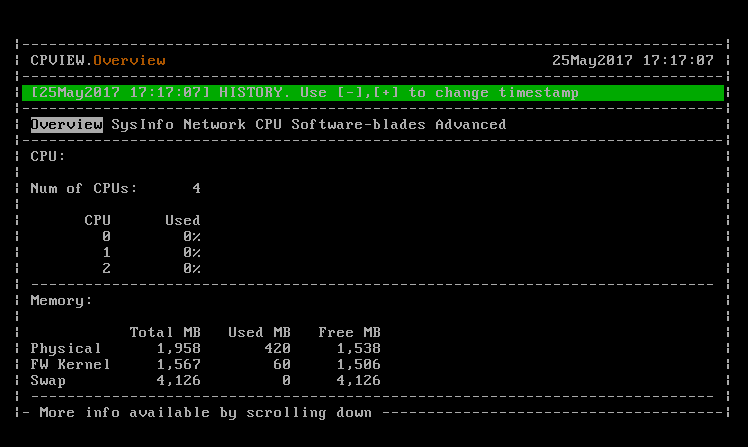 CPVIEW.Overview 25May2017 17:17:07
[25May2017 17:17:07] HISTORY. Use [-],[+] to change timestamp
Overview SysInfo Network CPU Software-blades Advanced
CPU:
Num of CPUs: 4
CPU Used
0 0%
1 0%
2 0%
Memory:
Total MB Used MB Free MB
Physical 1,958 420 1,538
FW Kernel 1,567 60 1,506
Swap 4,126 0 4,126
- More info available by scrolling down